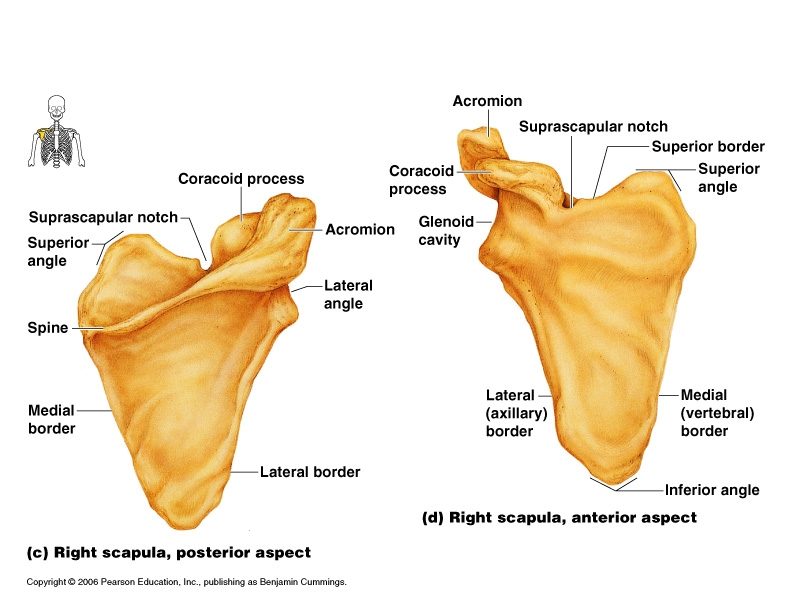 Coracoid process
Suprascapular notch
Superior
angle
Acromion
Lateral
angle
Spine
Medial
border
Lateral border
(c) Right scapula, posterior aspect
Acromion
Suprascapular notch
Superior border
Superior
angle
Coracoid
process
Glenoid
cavity
Lateral
(axillary)
border
Medial
(vertebral)
border
Inferior angle
(d) Right scapula, anterior aspect
Copyright © 2006 Pearson Education, Inc., publishing as Benjamin Cummings.